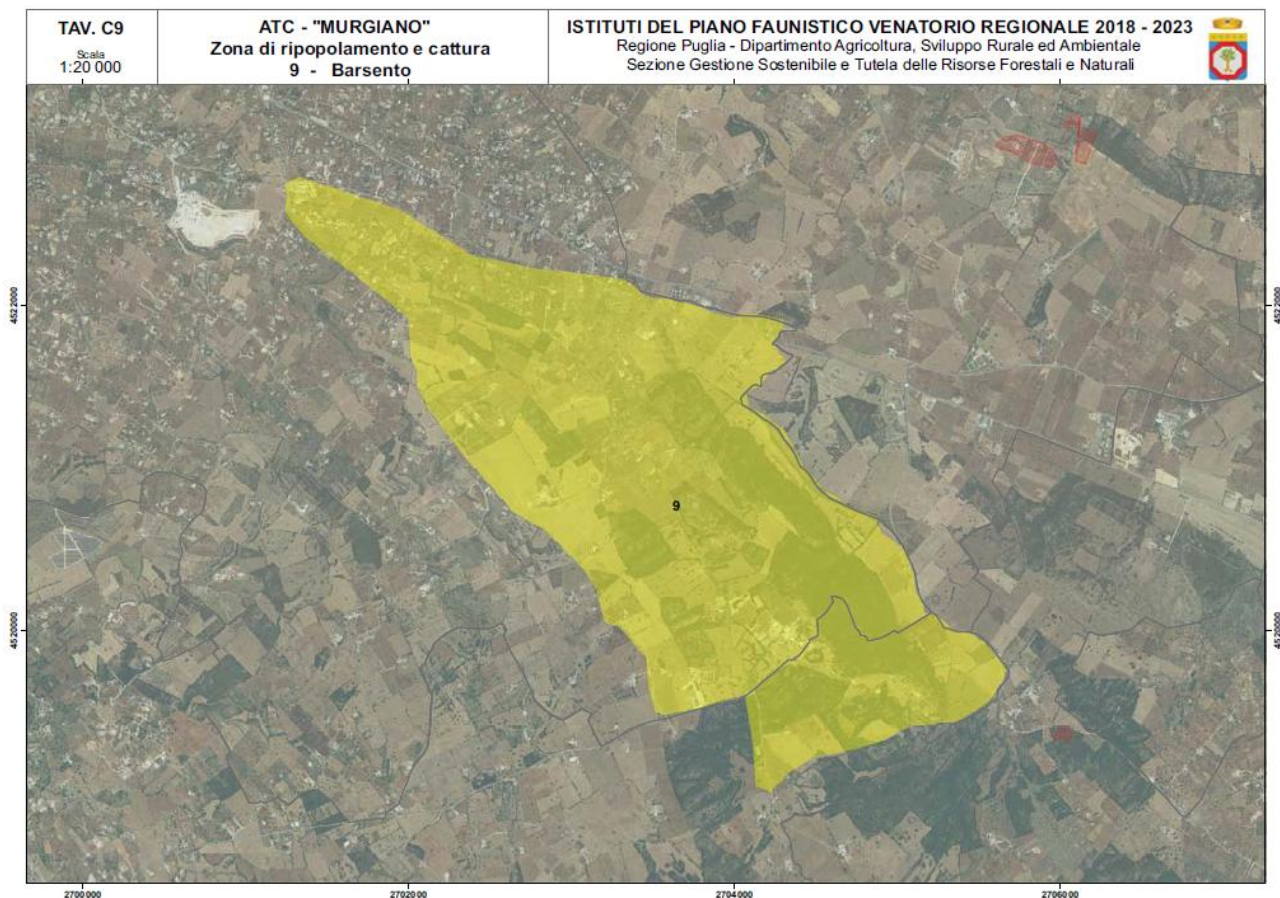 TAV. C9
Scala
1:20 000
ATC - "MURGIANO"
Zona di ripopolamento e cattura
9 - Barsento
ISTITUTI DEL PIANO FAUNISTICO VENATORIO REGIONALE 2018 - 2023
Regione Puglia - Dipartimento Agricoltura, Sviluppo Rurale ed Ambientale
Sezione Gestione Sostenibile e Tutela delle Risorse Forestali e Naturali
4522000
4522000
9
4520000
4520000
2700000
2702000
2704000
2706000